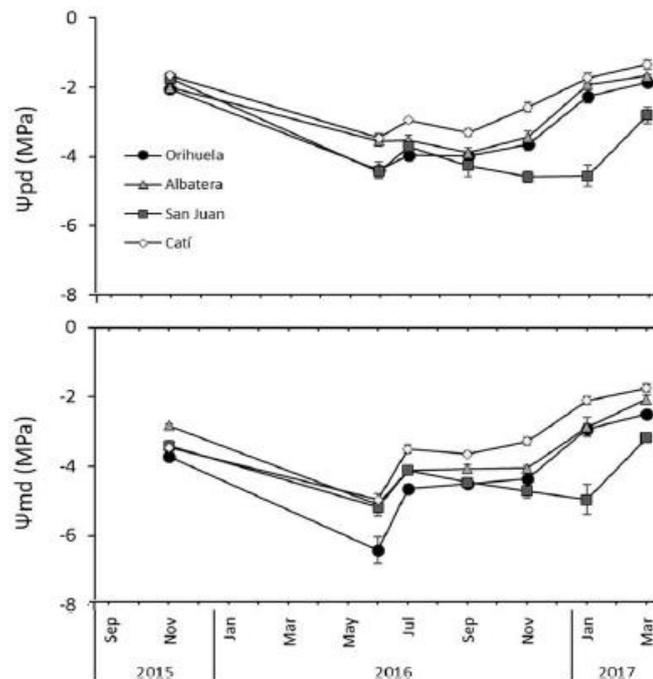 0
-2
-4
-6
-8
Ψpd (MPa)
Orihuela
Albatera
San Juan
Catí
0
-2
-4
-6
-8
Ψmd (MPa)
Sep
Nov
Jan
Mar
May
Jul
Sep
Nov
Jan
Mar
2015
2016
2017